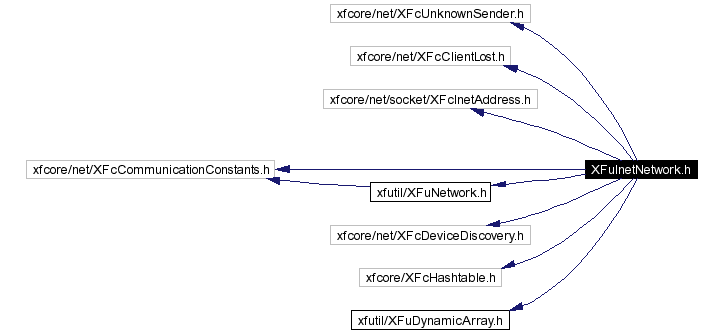 xfcore/net/XFcUnknownSender.h
xfcore/net/XFcClientLost.h
xfcore/net/socket/XFcInetAddress.h
xfcore/net/XFcCommunicationConstants.h
XFuInetNetwork.h
xfutil/XFuNetwork.h
xfcore/net/XFcDeviceDiscovery.h
xfcore/XFcHashtable.h
xfutil/XFuDynamicArray.h